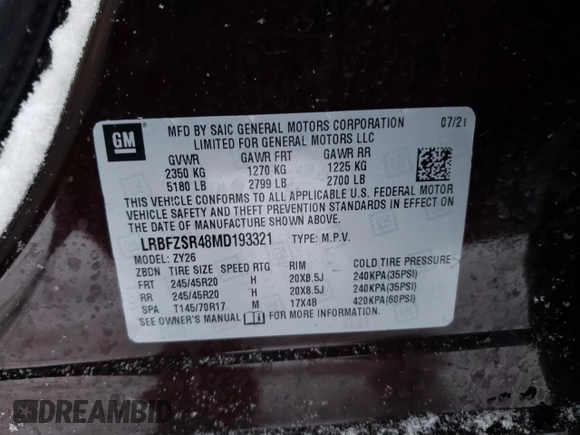 GM
MFD BY SAIC GENERAL MOTORS CORPORATION 07/21
LIMITED FOR GENERAL MOTORS LLC
GVWR GAWR FRT GAWR RR
2350 KG 1270 KG 1225 KG
5180 LB 2799 LB 2700 LB
THIS VEHICLE CONFORMS TO ALL APPLICABLE U.S. FEDERAL MOTOR
VEHICLE SAFETY AND THEFT PREVENTION STANDARDS IN EFFECT ON THE
DATE OF MANUFACTURE SHOWN ABOVE.
LRBFZSR48MD193321 TYPE: M.P.V.
MODEL: ZY26
ZBDN TIRE SIZE SPEED RTG RIM COLD TIRE PRESSURE
FRT 245/45R20 H 20X8.5J 240KPA(35PSI)
RR 245/45R20 H 20X8.5J 240KPA(35PSI)
SPA T145/70R17 M 17X4B 420KPA(60PSI)
SEE OWNER'S MANUAL i FOR MORE INFORMATION.
DREAMBID